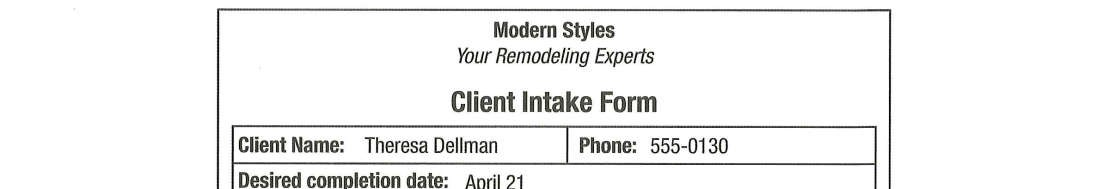 Modern Styles
Your Remodeling Experts
Client Intake Form
Client Name: Theresa Dellman Phone: 555-0130
Desired completion date: April 21